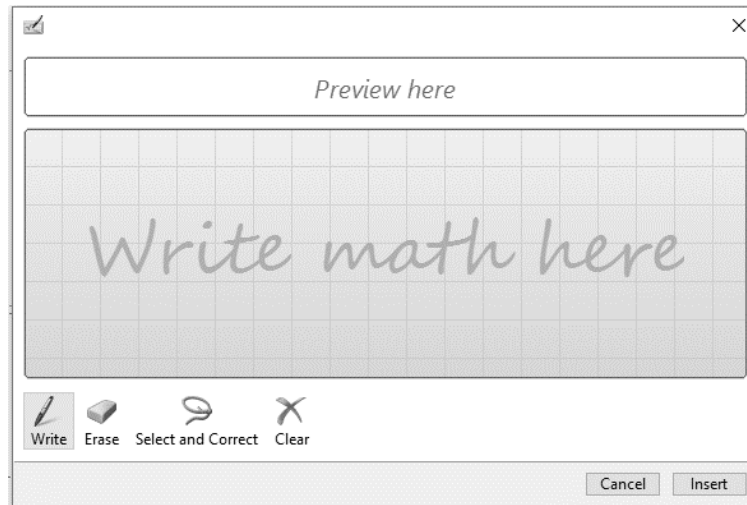 Preview here
Write math here
Write Erase Select and Correct Clear
Cancel Insert